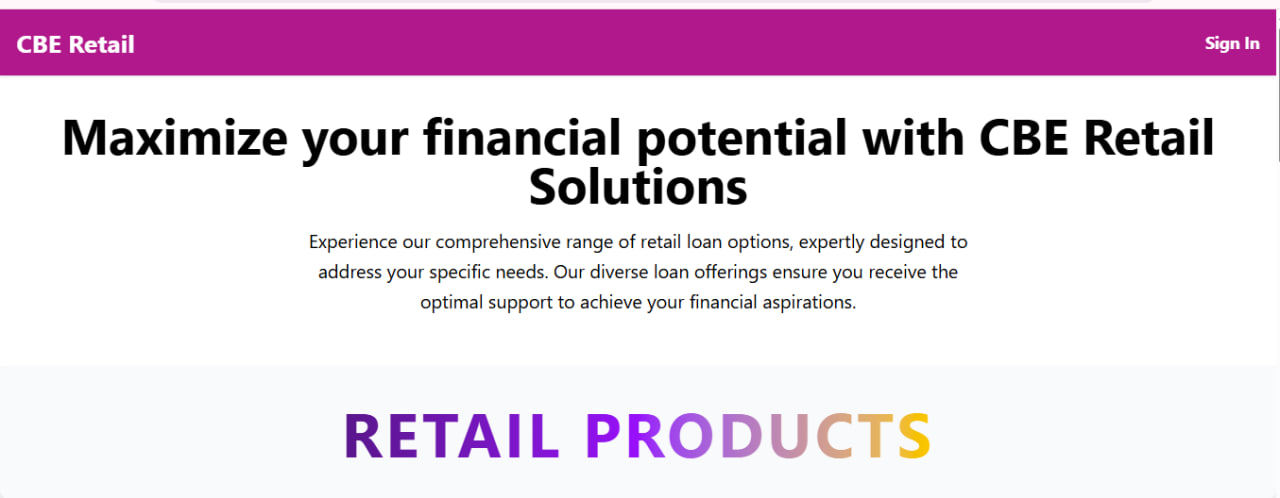 CBE Retail
Sign In
Maximize your financial potential with CBE Retail
Solutions
Experience our comprehensive range of retail loan options, expertly designed to
address your specific needs. Our diverse loan offerings ensure you receive the
optimal support to achieve your financial aspirations.
RETAIL PRODUCTS